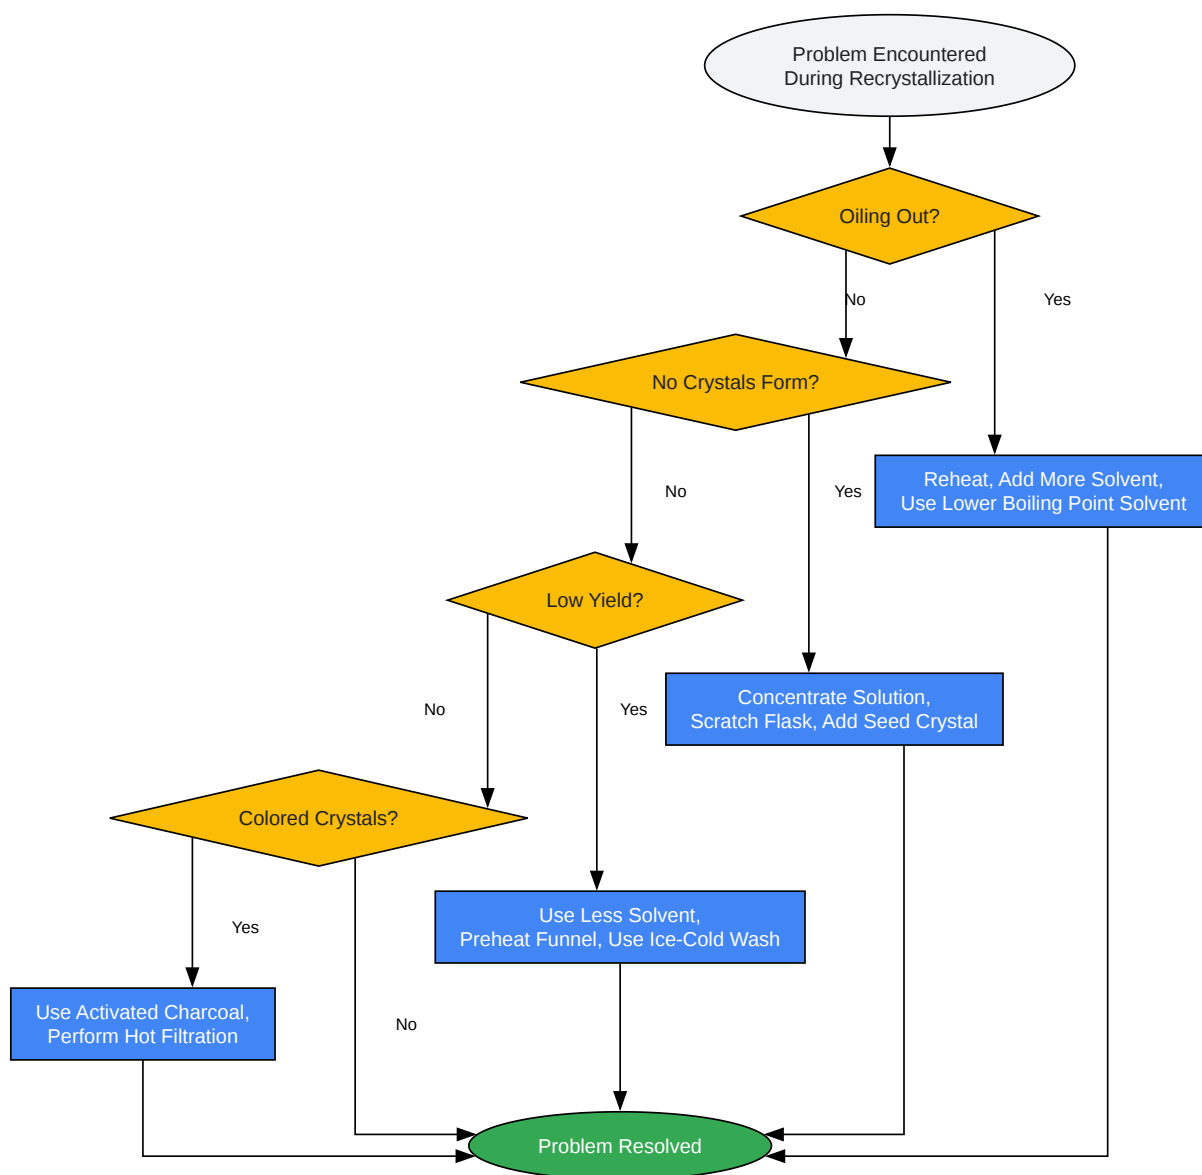 Problem Encountered
During Recrystallization
Oiling Out?
No
Yes
No Crystals Form?
No
Yes
Reheat, Add More Solvent,
Use Lower Boiling Point Solvent
Low Yield?
No
Yes
Concentrate Solution,
Scratch Flask, Add Seed Crystal
Colored Crystals?
Yes
No
Use Less Solvent,
Preheat Funnel, Use Ice-Cold Wash
Use Activated Charcoal,
Perform Hot Filtration
Problem Resolved